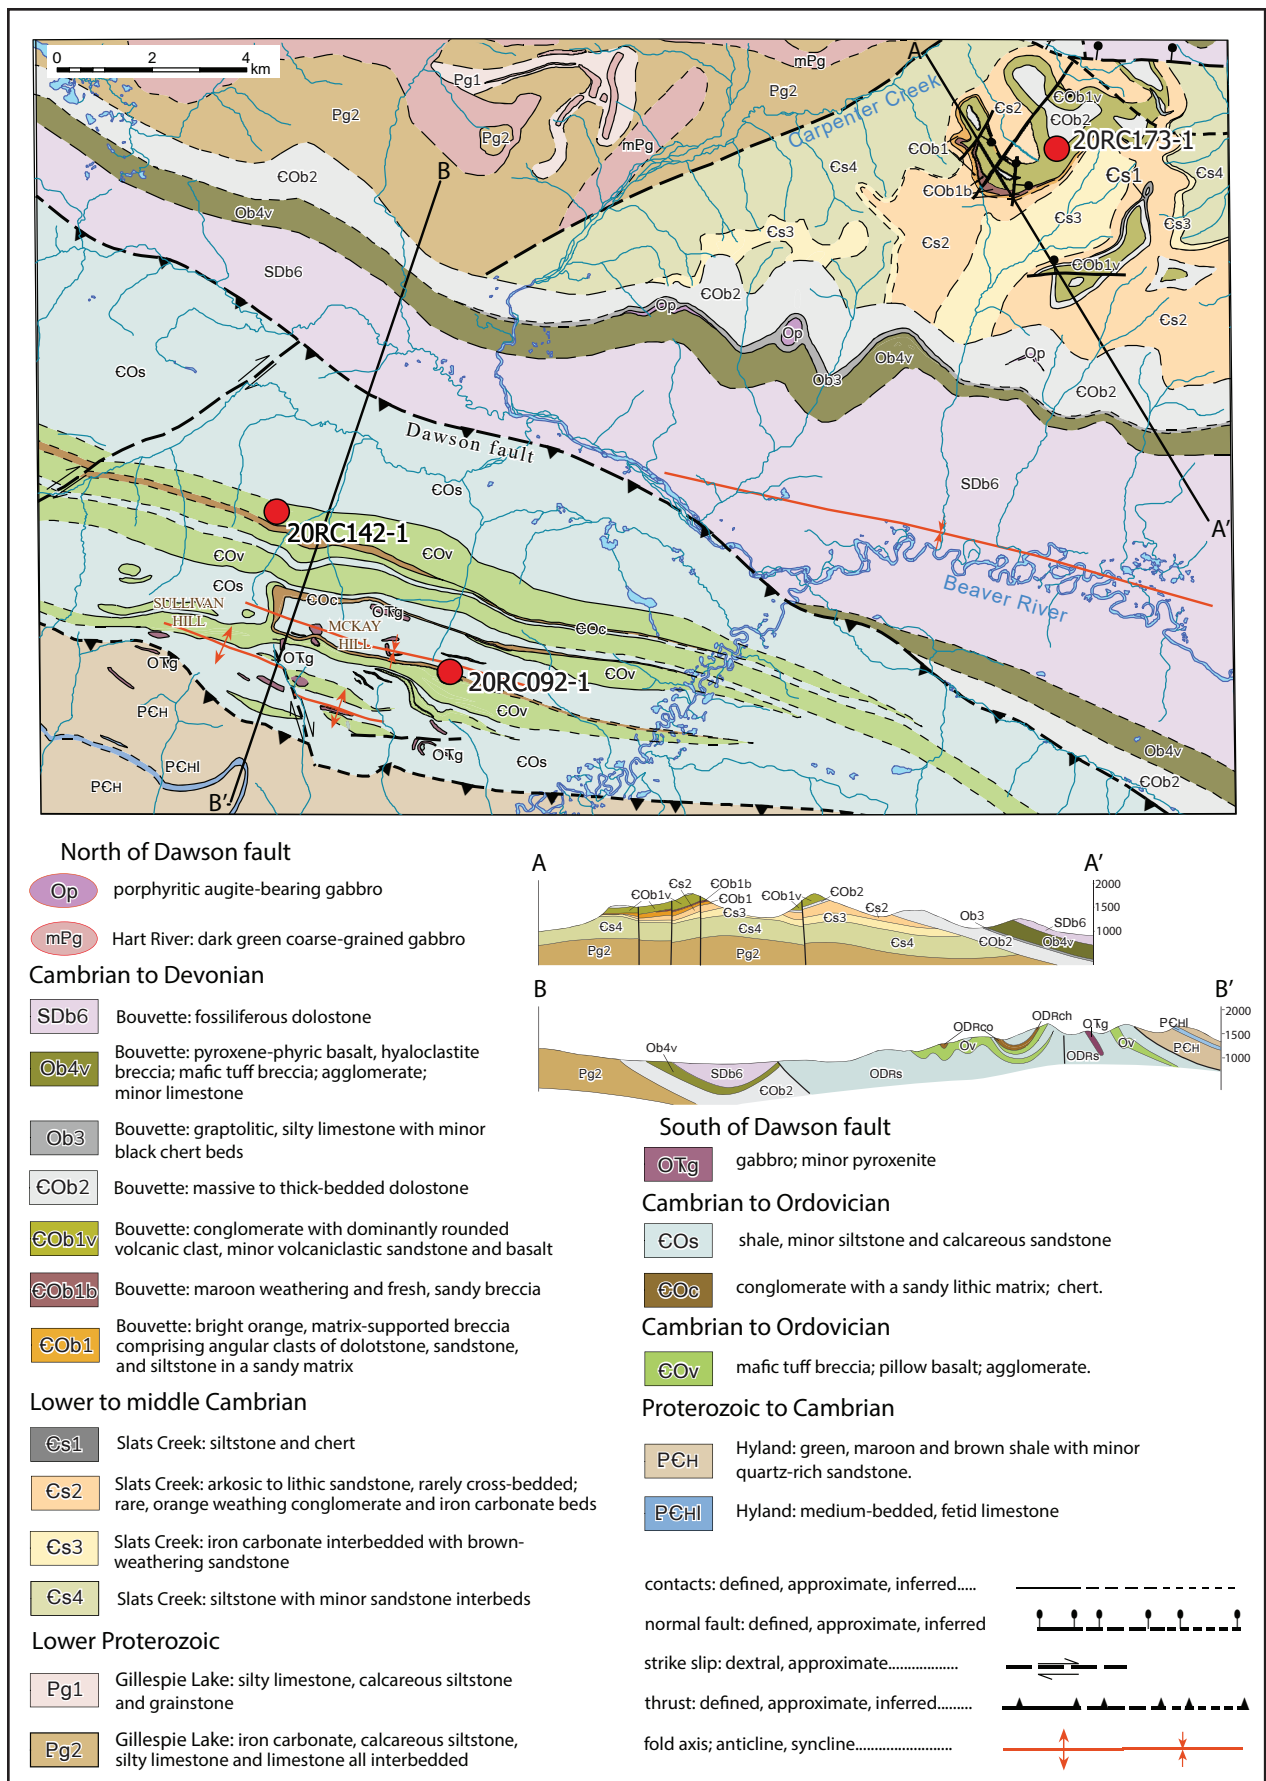 0 2 4
km
A
Pg1
mPg
Pg2
Pg2
Pg2
mPg
Carpenter Creek
Єs2
ЄOb1v
ЄOb2
20RC173-1
ЄOb1
Єs4
Єs1
Єs4
ЄOb2
B
ЄOb1b
Ob4v
Єs3
Єs2
Єs3
Єs3
SDb6
ЄOb1v
ЄOb2
Op
Op
Єs2
Op
Ob4v
ЄOs
Ob3
ЄOb2
Dawson fault
ЄOs
SDb6
A'
20RC142-1
ЄOv
ЄOv
ЄOs
Beaver River
SULLIVAN
HILL
ЄOc
OTg
MCKAY
HILL
ЄOc
OTg
OTg
20RC092-1
ЄOv
PЄH
ЄOv
OTg
ЄOs
Ob4v
PЄHl
ЄOb2
PЄH
B'
North of Dawson fault
Op porphyritic augite-bearing gabbro
mPg Hart River: dark green coarse-grained gabbro
Cambrian to Devonian
SDb6 Bouvette: fossiliferous dolostone
Ob4v Bouvette: pyroxene-phyric basalt, hyaloclastite
breccia; mafic tuff breccia; agglomerate;
minor limestone
Ob3 Bouvette: graptolitic, silty limestone with minor
black chert beds
ЄOb2 Bouvette: massive to thick-bedded dolostone
ЄOb1v Bouvette: conglomerate with dominantly rounded
volcanic clast, minor volcaniclastic sandstone and basalt
ЄOb1b Bouvette: maroon weathering and fresh, sandy breccia
ЄOb1 Bouvette: bright orange, matrix-supported breccia
comprising angular clasts of dolotstone, sandstone,
and siltstone in a sandy matrix
Lower to middle Cambrian
Єs1 Slats Creek: siltstone and chert
Єs2 Slats Creek: arkosic to lithic sandstone, rarely cross-bedded;
rare, orange weathing conglomerate and iron carbonate beds
Єs3 Slats Creek: iron carbonate interbedded with brown-
weathering sandstone
Єs4 Slats Creek: siltstone with minor sandstone interbeds
Lower Proterozoic
Pg1 Gillespie Lake: silty limestone, calcareous siltstone
and grainstone
Pg2 Gillespie Lake: iron carbonate, calcareous siltstone,
silty limestone and limestone all interbedded
A A'
2000
1500
1000
ЄOb1v
Єs2
ЄOb1b
ЄOb1
Єs3
ЄOb1v
ЄOb2
Єs3
Єs2
Ob3
SDb6
Єs4
Єs4
Єs4
ЄOb2
Ob4v
Pg2
Pg2
B B'
2000
1500
1000
Ob4v
ODRco
ODRch
OTg
PЄHl
Ov
Ov
PЄH
Pg2
SDb6
ЄOb2
ODRs
ODRs
South of Dawson fault
OTg gabbro; minor pyroxenite
Cambrian to Ordovician
ЄOs shale, minor siltstone and calcareous sandstone
ЄOc conglomerate with a sandy lithic matrix; chert.
Cambrian to Ordovician
ЄOv mafic tuff breccia; pillow basalt; agglomerate.
Proterozoic to Cambrian
PЄH Hyland: green, maroon and brown shale with minor
quartz-rich sandstone.
PЄHl Hyland: medium-bedded, fetid limestone
contacts: defined, approximate, inferred.....
normal fault: defined, approximate, inferred
strike slip: dextral, approximate..................
thrust: defined, approximate, inferred.........
fold axis; anticline, syncline.........................